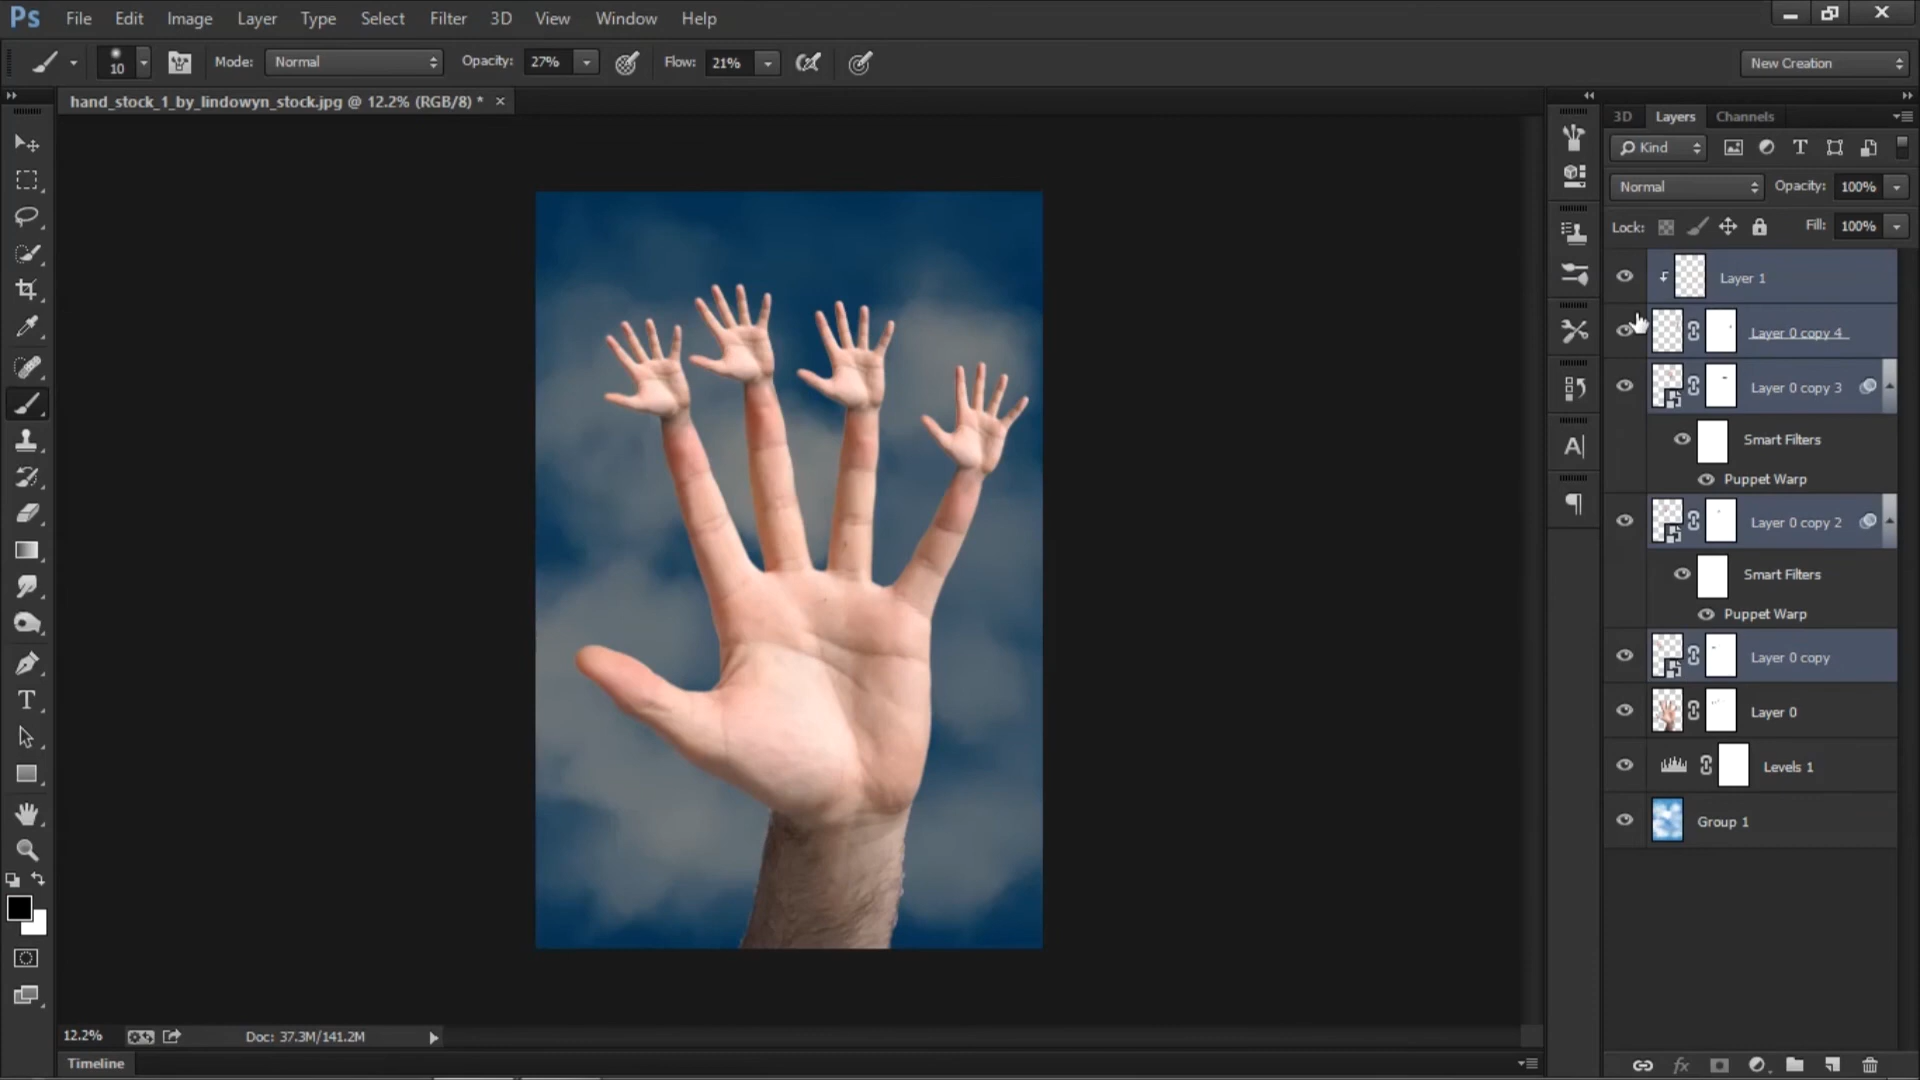 Ps File Edit Image Layer Type Select Filter 3D View Window Help
10 Mode: Normal Opacity: 27% Flow: 21% New Creation
hand_stock_1_by_lindowyn_stock.jpg @ 12.2% (RGB/8) * ×
3D Layers Channels
Kind
Normal Opacity: 100%
Lock: Fill: 100%
Layer 1
Layer 0 copy 4
Layer 0 copy 3
Smart Filters
Puppet Warp
Layer 0 copy 2
Smart Filters
Puppet Warp
Layer 0 copy
Layer 0
Levels 1
Group 1
12.2% Doc: 37.3M/141.2M
Timeline